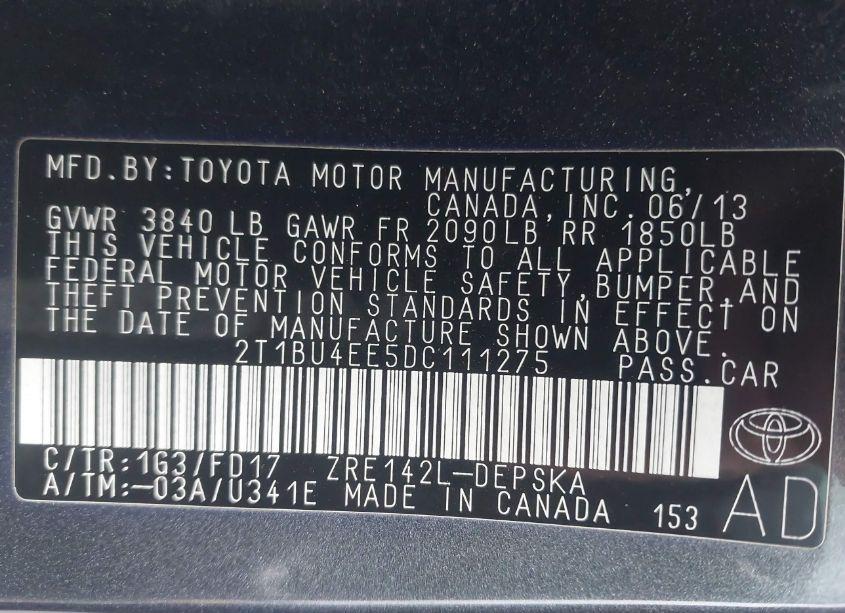 MFD.BY:TOYOTA MOTOR MANUFACTURING,
CANADA,INC. 06/13
GVWR 3840 LB GAWR FR 2090LB RR 1850LB
THIS VEHICLE CONFORMS TO ALL APPLICABLE
FEDERAL MOTOR VEHICLE SAFETY,BUMPER,AND
THEFT PREVENTION STANDARDS IN EFFECT ON
THE DATE OF MANUFACTURE SHOWN ABOVE.
2T1BU4EE5DC111275 PASS.CAR
C/TR:1G3/FD17 ZRE142L-DEPSKA
A/TM:-03A/U341E MADE IN CANADA 153 AD